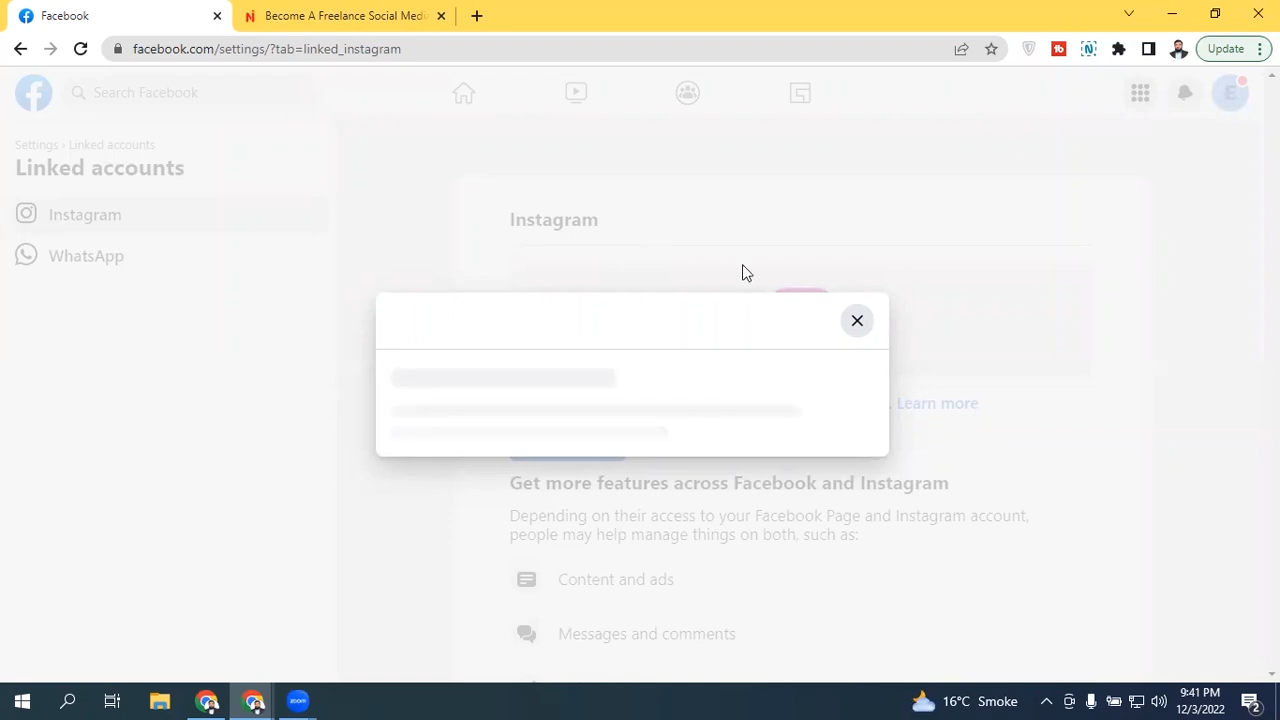 Facebook
Become A Freelance Social Medi
facebook.com/settings/?tab=linked_instagram
Update
Search Facebook
E
Settings › Linked accounts
Linked accounts
Instagram
WhatsApp
Instagram
. Learn more
Get more features across Facebook and Instagram
Depending on their access to your Facebook Page and Instagram account,
people may help manage things on both, such as:
Content and ads
Messages and comments
zoom
16°C Smoke
9:41 PM
12/3/2022
2